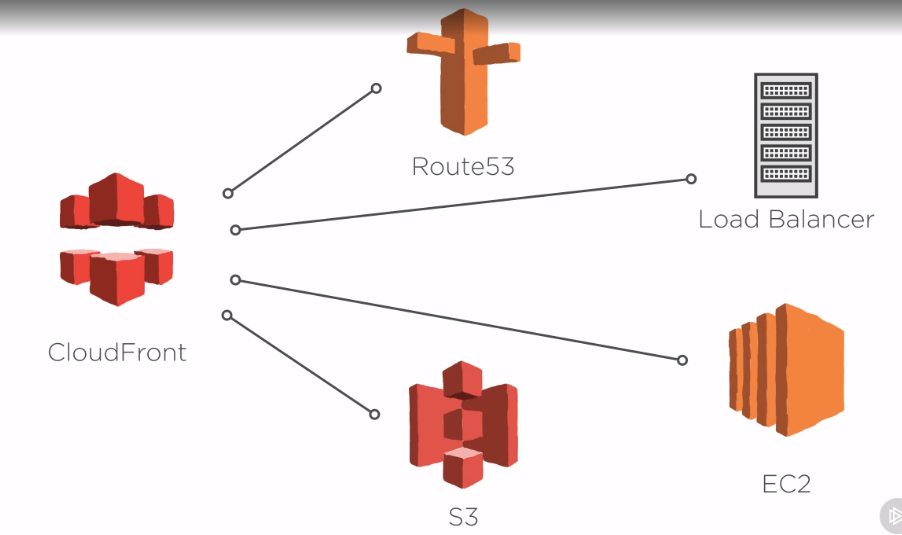 Route53
Load Balancer
CloudFront
EC2
S3